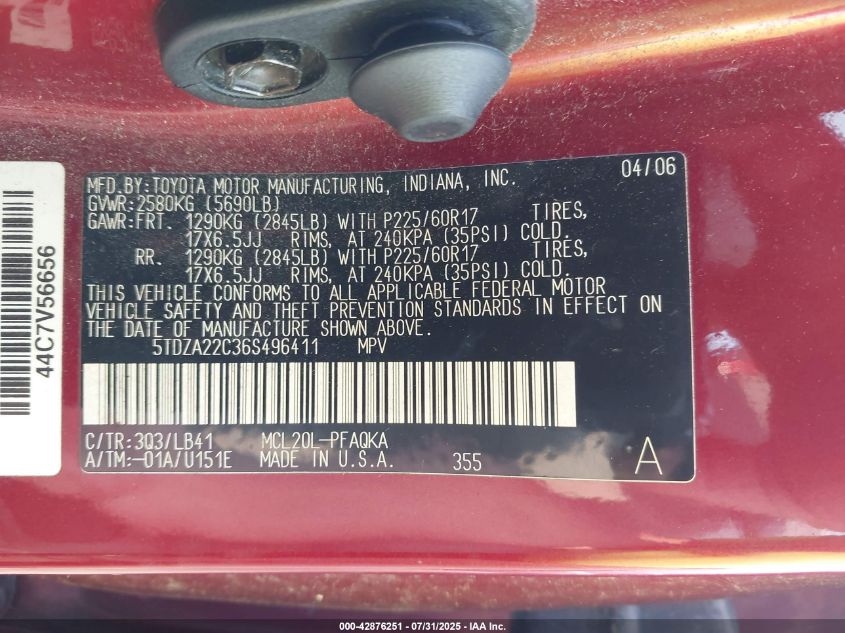 MFD.BY:TOYOTA MOTOR MANUFACTURING, INDIANA, INC. 04/06
GVWR:2580KG (5690LB)
GAWR:FRT. 1290KG (2845LB) WITH P225/60R17 TIRES,
17X6.5JJ RIMS, AT 240KPA (35PSI) COLD.
RR. 1290KG (2845LB) WITH P225/60R17 TIRES,
17X6.5JJ RIMS, AT 240KPA (35PSI) COLD.
THIS VEHICLE CONFORMS TO ALL APPLICABLE FEDERAL MOTOR
VEHICLE SAFETY AND THEFT PREVENTION STANDARDS IN EFFECT ON
THE DATE OF MANUFACTURE SHOWN ABOVE.
5TDZA22C36S496411 MPV
C/TR:3Q3/LB41 MCL20L-PFAQKA
A/TM:-01A/U151E MADE IN U.S.A. 355 A
44C7V56656
000-42876251 - 07/31/2025 - IAA Inc.